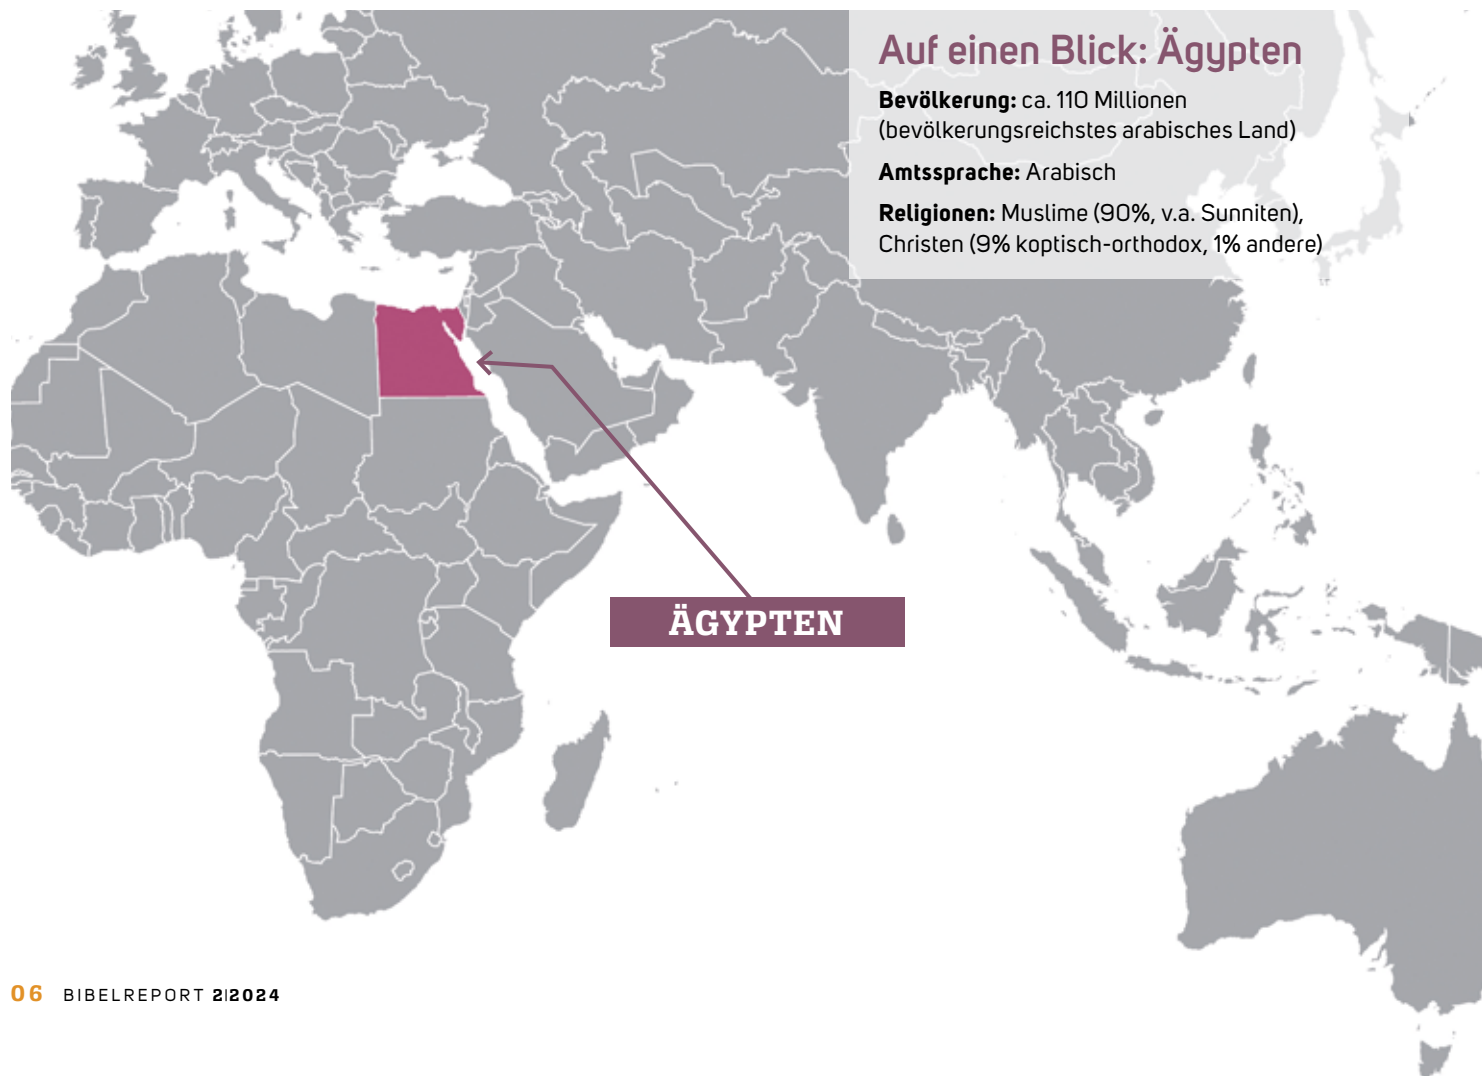 Auf einen Blick: Ägypten
Bevölkerung: ca. 110 Millionen
(bevölkerungsreichstes arabisches Land)
Amtssprache: Arabisch
Religionen: Muslime (90%, v.a. Sunniten),
Christen (9% koptisch-orthodox, 1% andere)
ÄGYPTEN
06 BIBELREPORT 2|2024